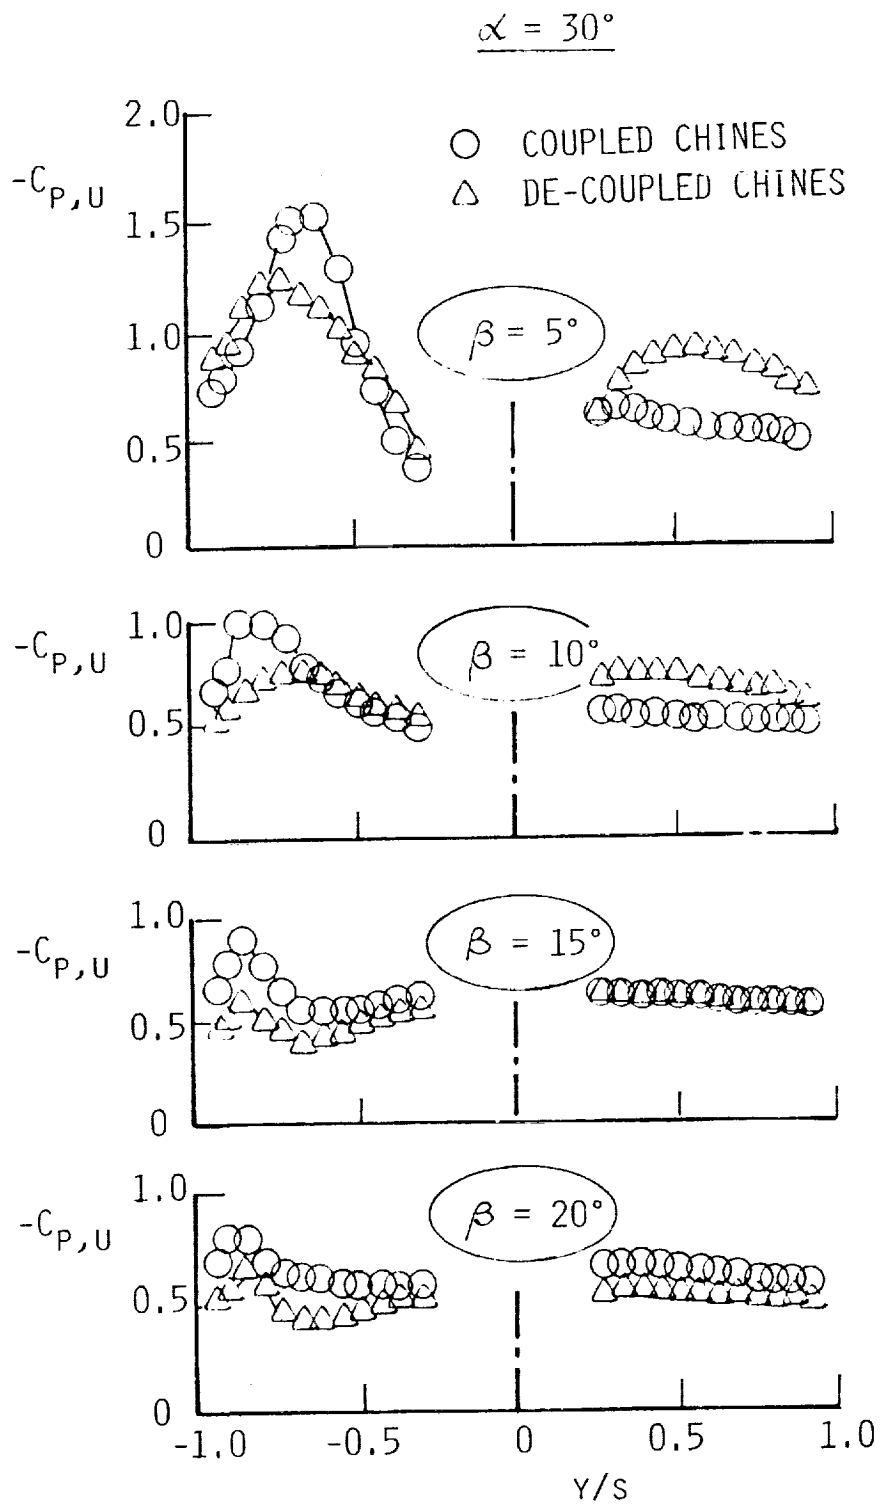 α = 30°
2.0
○ COUPLED CHINES
-C_P,U
△ DE-COUPLED CHINES
1.5
β = 5°
1.0
0.5
0
1.0
-C_P,U
β = 10°
0.5
0
1.0
-C_P,U
β = 15°
0.5
0
1.0
-C_P,U
β = 20°
0.5
0
-1.0 -0.5 0 0.5 1.0
Y/S